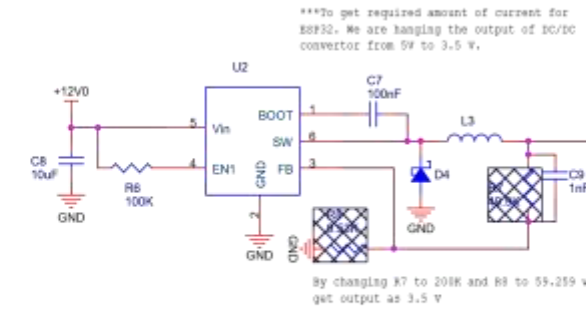 ***To get required amount of current for
ESP32. We are hanging the output of DC/DC
convertor from 5V to 3.5 V.
U2
C7
100nF
+12V0
BOOT
1
L3
5
Vin
SW
6
C8
10uF
4
EN1
GND
FB
3
D4
C9
1nF
R6
100K
GND
2
GND
GND
GND
By changing R7 to 200K and R8 to 59.259 w
get output as 3.5 V